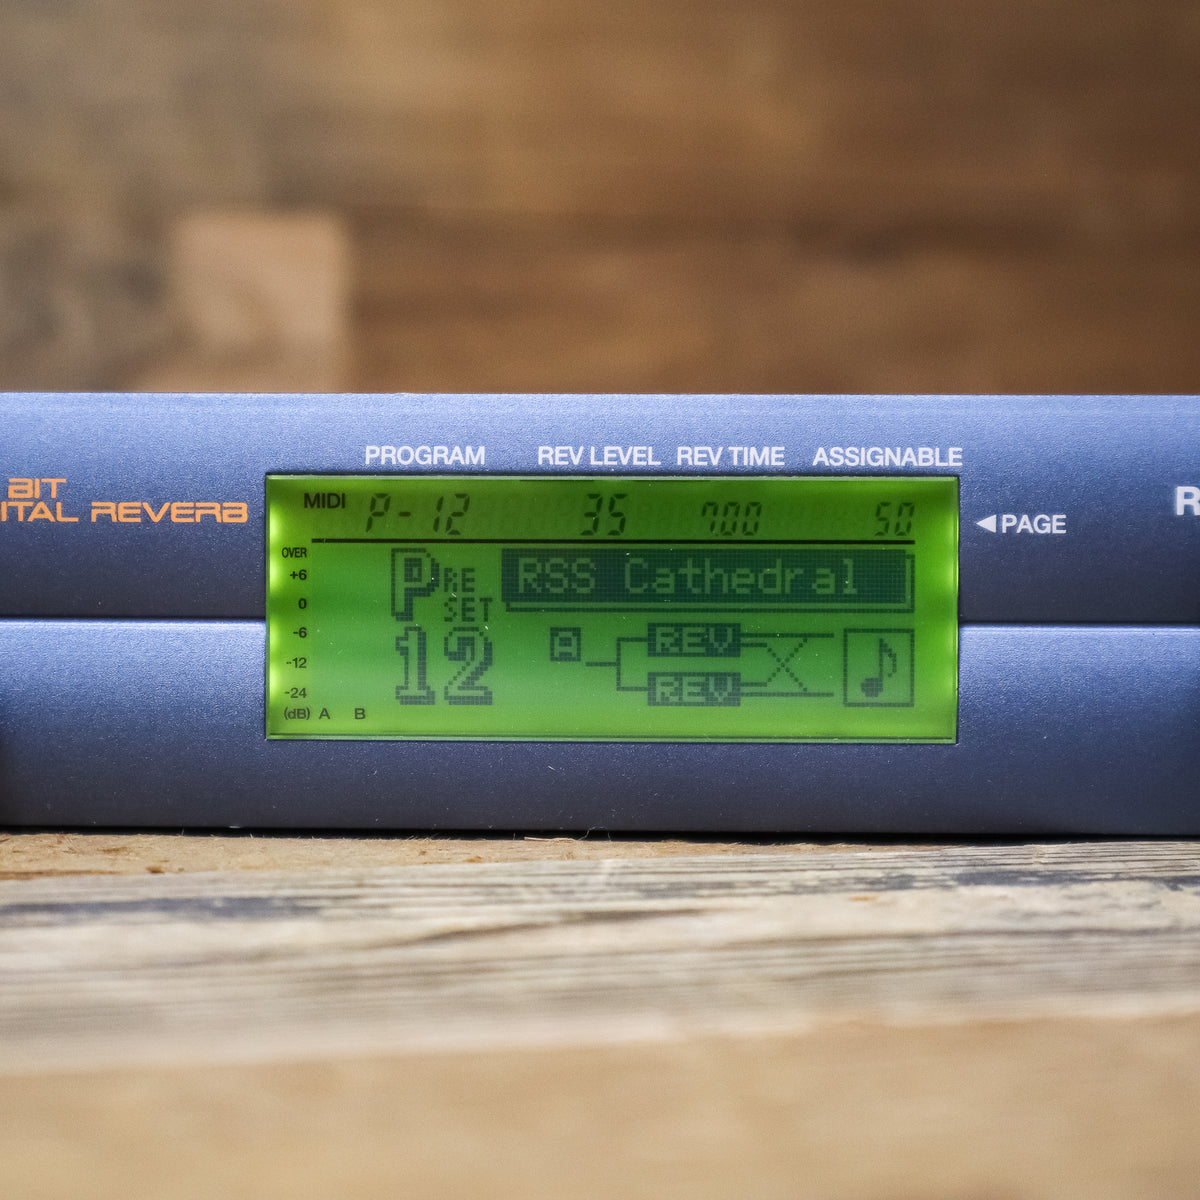 PROGRAM REV LEVEL REV TIME ASSIGNABLE
BIT
ITAL REVERB
MIDI P-12 35 7.00 50
R
◀PAGE
OVER
+6
0
-6
-12
-24
(dB) A B
PRESET
12
RSS Cathedral
A
REV
REV